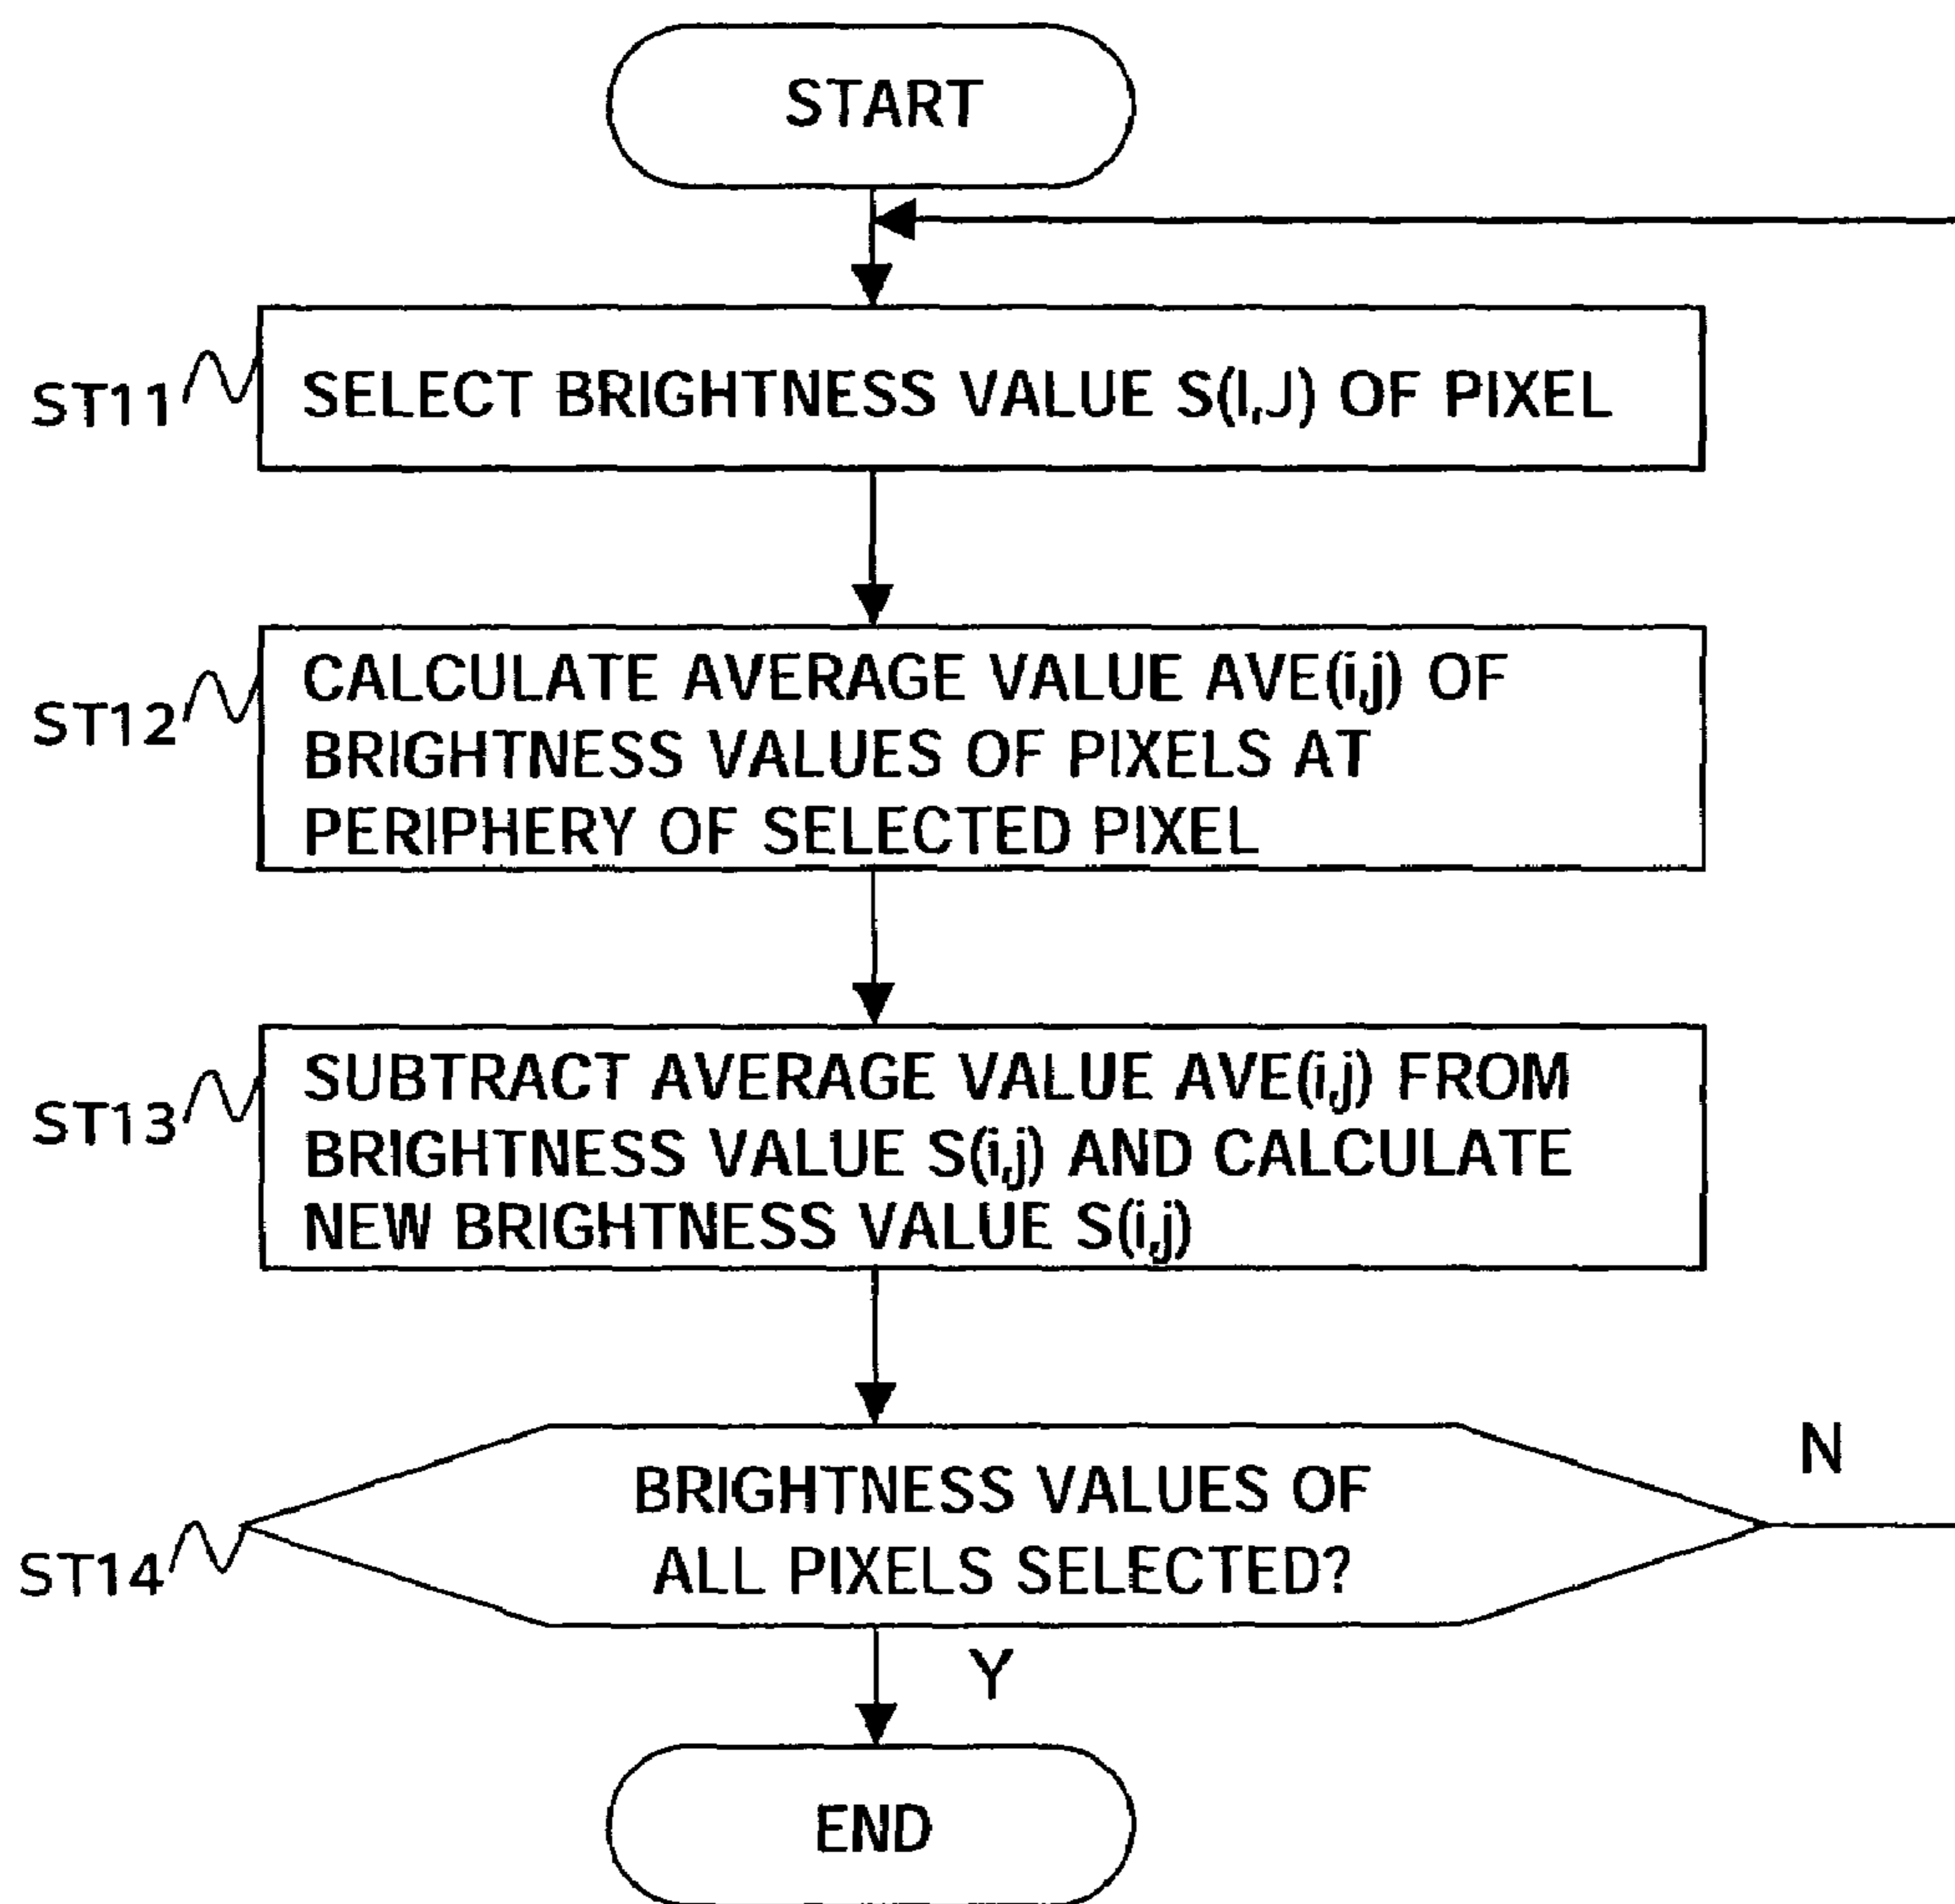 START
ST11
SELECT BRIGHTNESS VALUE S(I,J) OF PIXEL
ST12
CALCULATE AVERAGE VALUE AVE(i,j) OF
BRIGHTNESS VALUES OF PIXELS AT
PERIPHERY OF SELECTED PIXEL
ST13
SUBTRACT AVERAGE VALUE AVE(i,j) FROM
BRIGHTNESS VALUE S(i,j) AND CALCULATE
NEW BRIGHTNESS VALUE S(i,j)
ST14
BRIGHTNESS VALUES OF
ALL PIXELS SELECTED?
N
Y
END